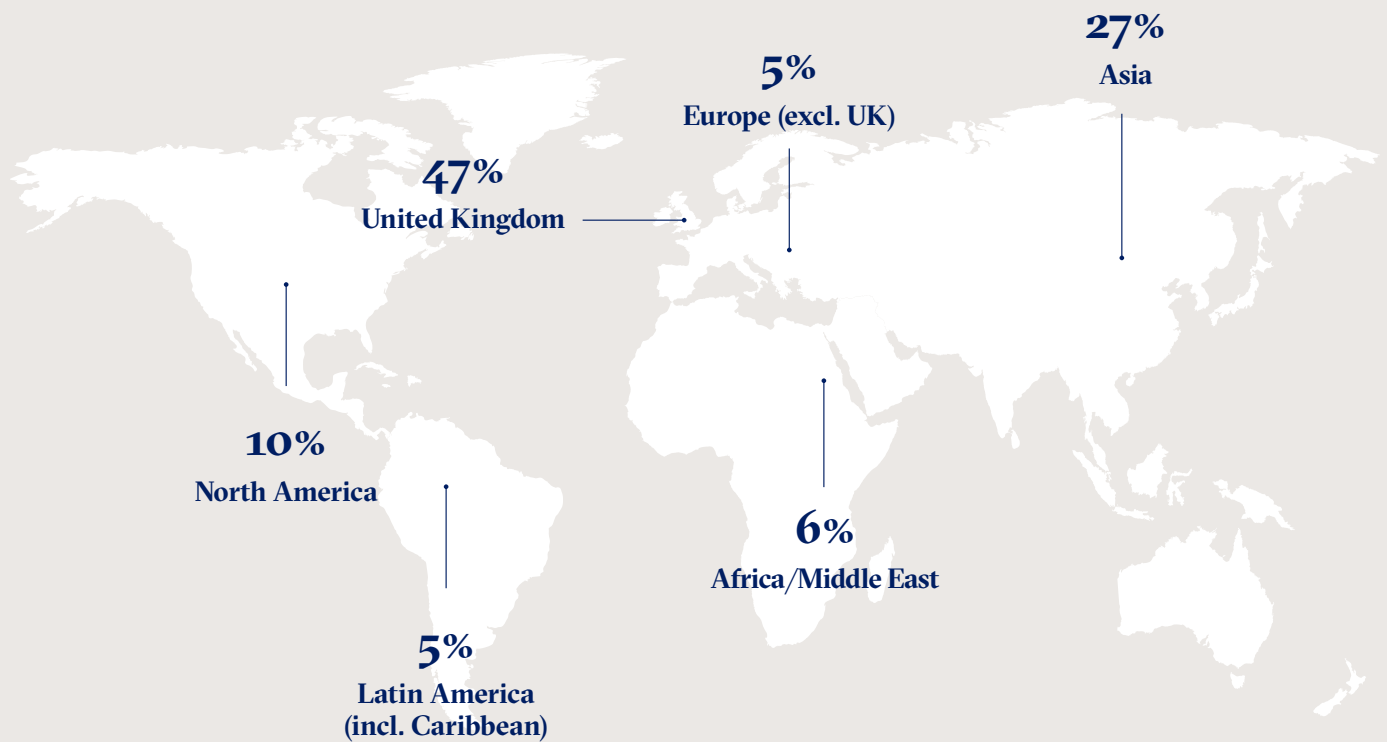 27%
Asia
5%
Europe (excl. UK)
47%
United Kingdom
10%
North America
6%
Africa/Middle East
5%
Latin America
(incl. Caribbean)